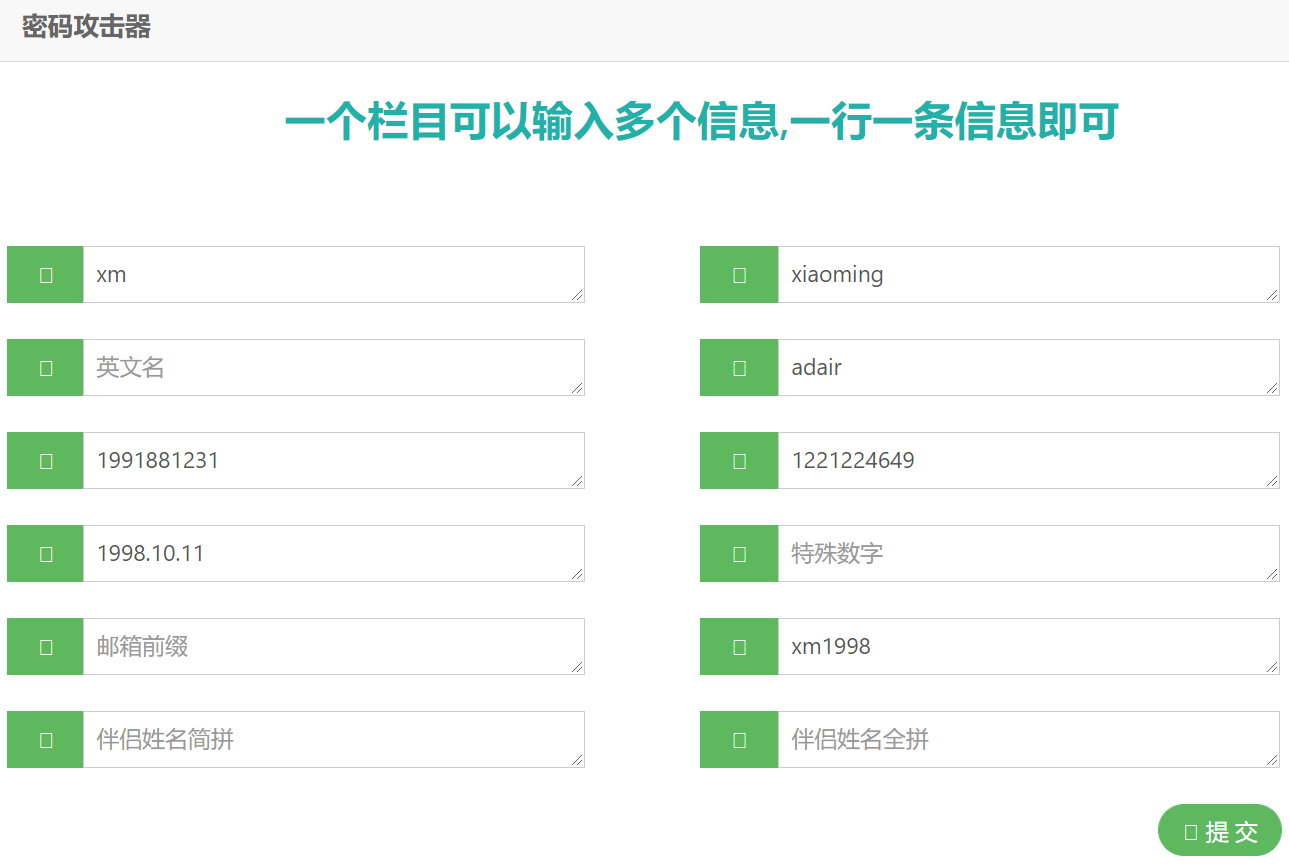 密码攻击器
一个栏目可以输入多个信息,一行一条信息即可
xm
xiaoming
英文名
adair
1991881231
1221224649
1998.10.11
特殊数字
邮箱前缀
xm1998
伴侣姓名简拼
伴侣姓名全拼
提 交